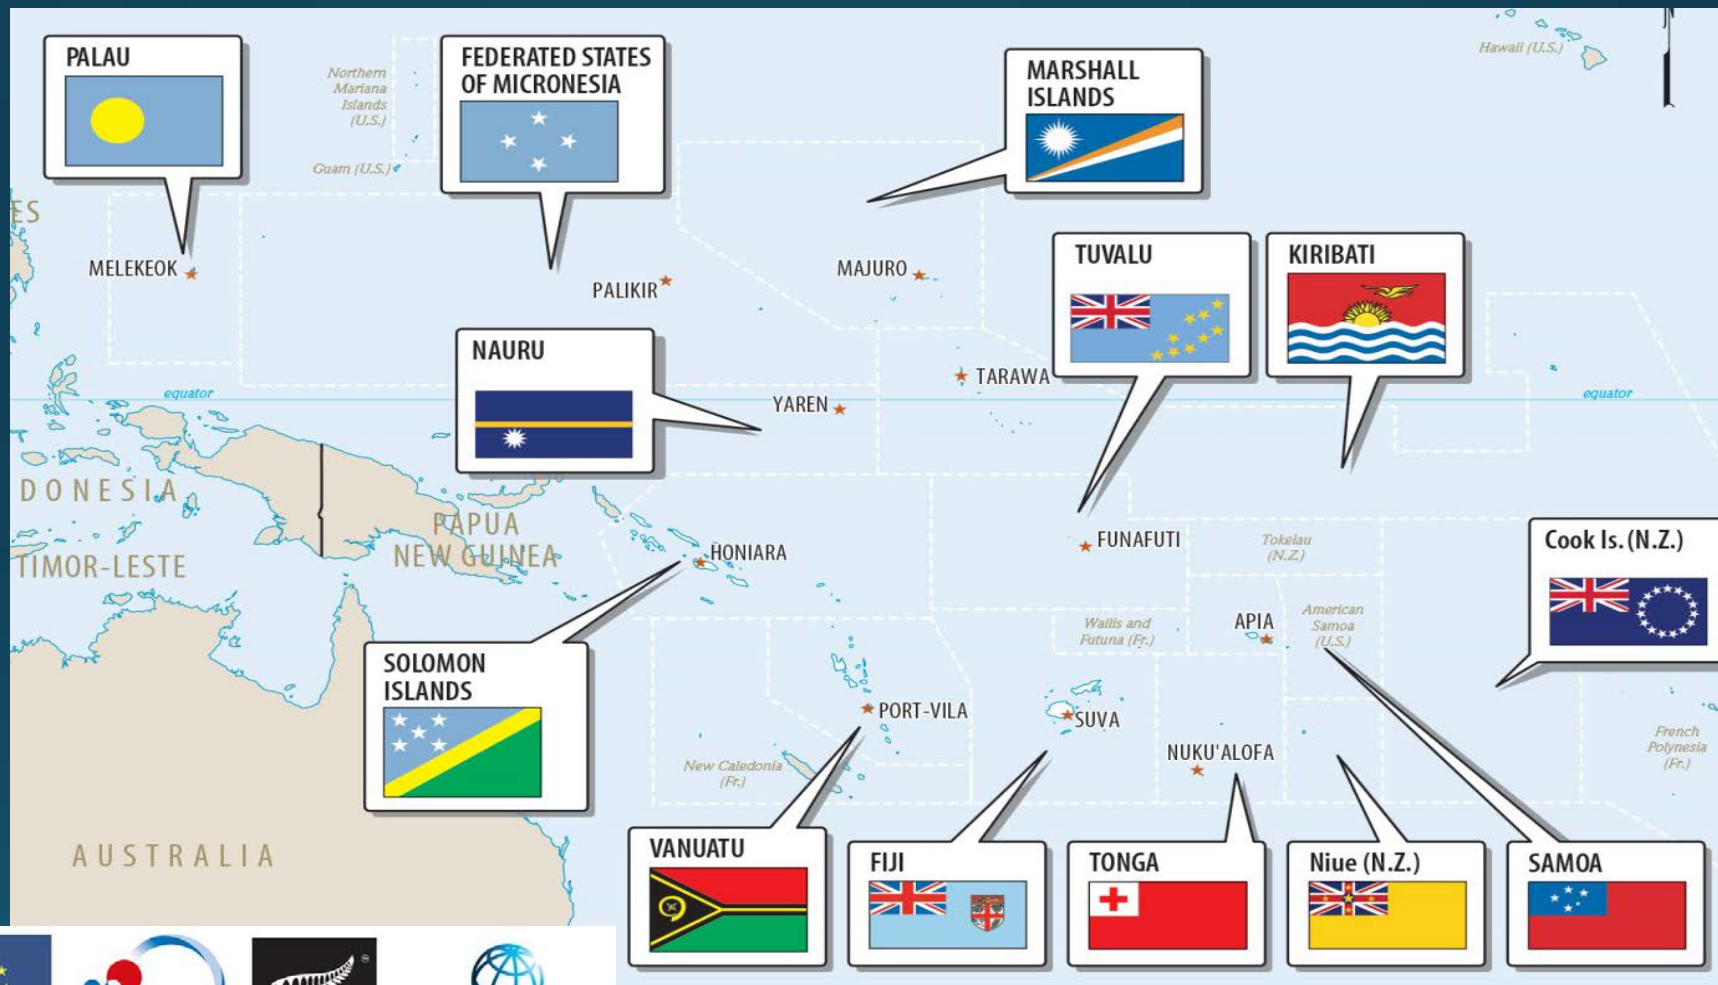 PALAU
Northern
Mariana
Islands
(U.S.)
Guam (U.S.)
FEDERATED STATES
OF MICRONESIA
MARSHALL
ISLANDS
Hawaii (U.S.)
ES
MELEKEOK
PALIKIR
MAJURO
TUVALU
KIRIBATI
NAURU
TARAWA
YAREN
equator
equator
DONESIA
PAPUA
NEW GUINEA
TIMOR-LESTE
HONIARA
FUNAFUTI
Tokelau
(N.Z.)
Cook Is. (N.Z.)
Wallis and
Futuna (Fr.)
APIA
American
Samoa
(U.S.)
SOLOMON
ISLANDS
PORT-VILA
SUVA
NUKU'ALOFA
New Caledonia
(Fr.)
French
Polynesia
(Fr.)
AUSTRALIA
VANUATU
FIJI
TONGA
Niue (N.Z.)
SAMOA